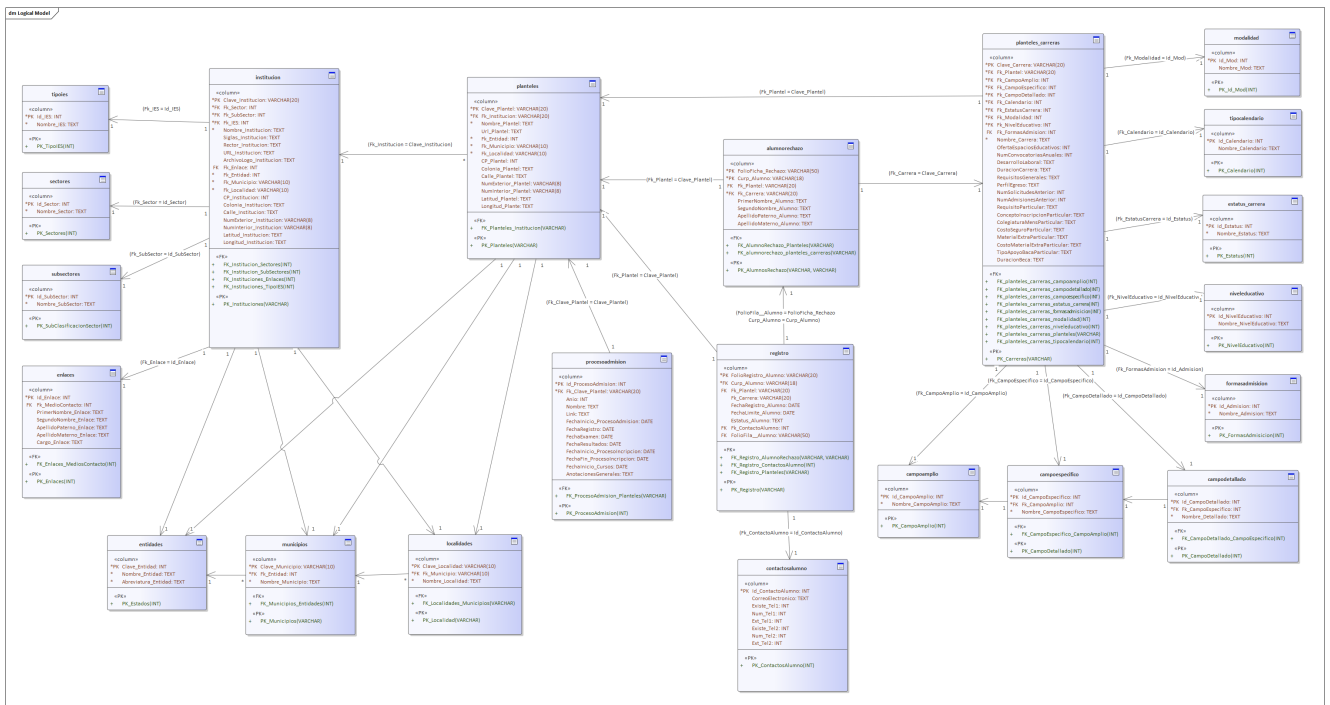 dm Logical Model
tipoies
«column»
*PK Id_IES: INT
* Nombre_IES: TEXT
«PK»
+ PK_TipoIES(INT)
sectores
«column»
*PK Id_Sector: INT
* Nombre_Sector: TEXT
«PK»
+ PK_Sectores(INT)
subsectores
«column»
*PK Id_SubSector: INT
* Nombre_SubSector: TEXT
«PK»
+ PK_SubClasificacionSector(INT)
enlaces
«column»
*PK Id_Enlace: INT
FK Fk_MedioContacto: INT
PrimerNombre_Enlace: TEXT
SegundoNombre_Enlace: TEXT
ApellidoPaterno_Enlace: TEXT
ApellidoMaterno_Enlace: TEXT
Cargo_Enlace: TEXT
«FK»
+ FK_Enlaces_MediosContacto(INT)
«PK»
+ PK_Enlaces(INT)
institucion
«column»
*PK Clave_Institucion: VARCHAR(20)
*FK Fk_Sector: INT
*FK Fk_SubSector: INT
*FK Fk_IES: INT
* Nombre_Institucion: TEXT
Siglas_Institucion: TEXT
Rector_Institucion: TEXT
URL_Institucion: TEXT
ArchivoLogo_Institucion: TEXT
FK Fk_Enlace: INT
* Fk_Entidad: INT
* Fk_Municipio: VARCHAR(10)
* Fk_Localidad: VARCHAR(10)
CP_Institucion: INT
Colonia_Institucion: TEXT
Calle_Institucion: TEXT
NumExterior_Institucion: VARCHAR(8)
NumInterior_Institucion: VARCHAR(8)
Latitud_Institucion: TEXT
Longitud_Institucion: TEXT
«FK»
+ FK_Institucion_Sectores(INT)
+ FK_Institucion_SubSectores(INT)
+ FK_Instituciones_Enlaces(INT)
+ FK_Instituciones_TipoIES(INT)
«PK»
+ PK_Instituciones(VARCHAR)
planteles
«column»
*PK Clave_Plantel: VARCHAR(20)
*FK Fk_Institucion: VARCHAR(20)
* Nombre_Plantel: TEXT
Url_Plantel: TEXT
* Fk_Entidad: INT
* Fk_Municipio: VARCHAR(10)
* Fk_Localidad: VARCHAR(10)
CP_Plantel: INT
Colonia_Plantel: TEXT
Calle_Plantel: TEXT
NumExterior_Plantel: VARCHAR(8)
NumInterior_Plantel: VARCHAR(8)
Latitud_Plantel: TEXT
Longitud_Plante: TEXT
«FK»
+ FK_Planteles_Institucion(VARCHAR)
«PK»
+ PK_Planteles(VARCHAR)
alumnorechazo
«column»
*PK FolioFicha_Rechazo: VARCHAR(50)
*PK Curp_Alumno: VARCHAR(18)
FK Fk_Plantel: VARCHAR(20)
FK Fk_Carrera: VARCHAR(20)
PrimerNombre_Alumno: TEXT
SegundoNombre_Alumno: TEXT
ApellidoPaterno_Alumno: TEXT
ApellidoMaterno_Alumno: TEXT
«FK»
+ FK_AlumnoRechazo_Planteles(VARCHAR)
+ FK_alumnorechazo_planteles_carreras(VARCHAR)
«PK»
+ PK_AlumnoRechazo(VARCHAR, VARCHAR)
planteles_carreras
«column»
*PK Clave_Carrera: VARCHAR(20)
*FK Fk_Plantel: VARCHAR(20)
*FK Fk_CampoAmplio: INT
*FK Fk_CampoEspecifico: INT
*FK Fk_CampoDetallado: INT
*FK Fk_Calendario: INT
*FK Fk_EstatusCarrera: INT
*FK Fk_Modalidad: INT
*FK Fk_NivelEducativo: INT
FK Fk_FormasAdmision: INT
* Nombre_Carrera: TEXT
OfertaEspaciosEducativos: INT
NumConvocatoriasAnuales: INT
DesarrolloLaboral: TEXT
DuracionCarrera: TEXT
RequisitosGenerales: TEXT
PerfilEgreso: TEXT
NumSolicitudesAnterior: INT
NumAdmisionesAnterior: INT
RequisitoParticular: TEXT
ConceptoInscripcionParticular: TEXT
ColegiaturaMensParticular: TEXT
CostoSeguroParticular: TEXT
MaterialExtraParticular: TEXT
CostoMaterialExtraParticular: TEXT
TipoApoyoBecaParticular: TEXT
DuracionBeca: TEXT
«FK»
+ FK_planteles_carreras_campoamplio(INT)
+ FK_planteles_carreras_campodetallado(INT)
+ FK_planteles_carreras_campoespecifico(INT)
+ FK_planteles_carreras_estatus_carrera(INT)
+ FK_planteles_carreras_formasadmision(INT)
+ FK_planteles_carreras_modalidad(INT)
+ FK_planteles_carreras_niveleducativo(INT)
+ FK_planteles_carreras_planteles(VARCHAR)
+ FK_planteles_carreras_tipocalendario(INT)
«PK»
+ PK_Carreras(VARCHAR)
modalidad
«column»
*PK Id_Mod: INT
Nombre_Mod: TEXT
«PK»
+ PK_Id_Mod(INT)
tipocalendario
«column»
*PK Id_Calendario: INT
Nombre_Calendario: TEXT
«PK»
+ PK_Calendario(INT)
estatus_carrera
«column»
*PK Id_Estatus: INT
* Nombre_Estatus: TEXT
«PK»
+ PK_Estatus(INT)
niveleducativo
«column»
*PK Id_NivelEducativo: INT
Nombre_NivelEducativo: TEXT
«PK»
+ PK_NivelEducativo(INT)
formasadmision
«column»
*PK Id_Admision: INT
* Nombre_Admision: TEXT
«PK»
+ PK_FormasAdmisicion(INT)
procesoadmision
«column»
*PK Id_ProcesoAdmision: INT
*FK Fk_Clave_Plantel: VARCHAR(20)
Anio: INT
Nombre: TEXT
Link: TEXT
FechaInicio_ProcesoAdmision: DATE
FechaRegistro: DATE
FechaExamen: DATE
FechaResultados: DATE
FechaInicio_ProcesoIncripcion: DATE
FechaFin_ProcesoIncripcion: DATE
FechaInicio_Cursos: DATE
AnotacionesGenerales: TEXT
«FK»
+ FK_ProcesoAdmision_Planteles(VARCHAR)
«PK»
+ PK_ProcesoAdmision(INT)
registro
«column»
*PK FolioRegistro_Alumno: VARCHAR(20)
*FK Curp_Alumno: VARCHAR(18)
FK Fk_Plantel: VARCHAR(20)
Fk_Carrera: VARCHAR(20)
FechaRegistro_Alumno: DATE
FechaLimite_Alumno: DATE
Estatus_Alumno: TEXT
FK Fk_ContactoAlumno: INT
FK FolioFila__Alumno: VARCHAR(50)
«FK»
+ FK_Registro_AlumnoRechazo(VARCHAR, VARCHAR)
+ FK_Registro_ContactosAlumno(INT)
+ FK_Registro_Planteles(VARCHAR)
«PK»
+ PK_Registro(VARCHAR)
campoamplio
«column»
*PK Id_CampoAmplio: INT
* Nombre_CampoAmplio: TEXT
«PK»
+ PK_CampoAmplio(INT)
campoespecifico
«column»
*PK Id_CampoEspecifico: INT
*FK Fk_CampoAmplio: INT
* Nombre_CampoEspecifico: TEXT
«FK»
+ FK_CampoEspecifico_CampoAmplio(INT)
«PK»
+ PK_CampoDetallado(INT)
campodetallado
«column»
*PK Id_CampoDetallado: INT
*FK Fk_CampoEspecifico: INT
* Nombre_Detallado: TEXT
«FK»
+ FK_CampoDetallado_CampoEspecifico(INT)
«PK»
+ PK_CampoDetallado(INT)
entidades
«column»
*PK Clave_Entidad: INT
* Nombre_Entidad: TEXT
* Abreviatura_Entidad: TEXT
«PK»
+ PK_Estados(INT)
municipios
«column»
*PK Clave_Municipio: VARCHAR(10)
*FK Fk_Entidad: INT
* Nombre_Municipio: TEXT
«FK»
+ FK_Municipios_Entidades(INT)
«PK»
+ PK_Municipios(VARCHAR)
localidades
«column»
*PK Clave_Localidad: VARCHAR(10)
*FK Fk_Municipio: VARCHAR(10)
* Nombre_Localidad: TEXT
«FK»
+ FK_Localidades_Municipios(VARCHAR)
«PK»
+ PK_Localidad(VARCHAR)
contactosalumno
«column»
*PK Id_ContactoAlumno: INT
CorreoElectronico: TEXT
Existe_Tel1: INT
Num_Tel1: INT
Ext_Tel1: INT
Existe_Tel2: INT
Num_Tel2: INT
Ext_Tel2: INT
«PK»
+ PK_ContactosAlumno(INT)
(Fk_IES = Id_IES)
(Fk_Sector = Id_Sector)
(Fk_SubSector = Id_SubSector)
(Fk_Enlace = Id_Enlace)
(Fk_Institucion = Clave_Institucion)
(Fk_Plantel = Clave_Plantel)
(Fk_Plantel = Clave_Plantel)
(Fk_Plantel = Clave_Plantel)
(Fk_Clave_Plantel = Clave_Plantel)
(Fk_Carrera = Clave_Carrera)
(FolioFila__Alumno = FolioFicha_Rechazo
Curp_Alumno = Curp_Alumno)
(Fk_ContactoAlumno = Id_ContactoAlumno)
(Fk_Modalidad = Id_Mod)
(Fk_Calendario = Id_Calendario)
(Fk_EstatusCarrera = Id_Estatus)
(Fk_NivelEducativo = Id_NivelEducativo)
(Fk_FormasAdmision = Id_Admision)
(Fk_CampoEspecifico = Id_CampoEspecifico)
(Fk_CampoAmplio = Id_CampoAmplio)
(Fk_CampoDetallado = Id_CampoDetallado)